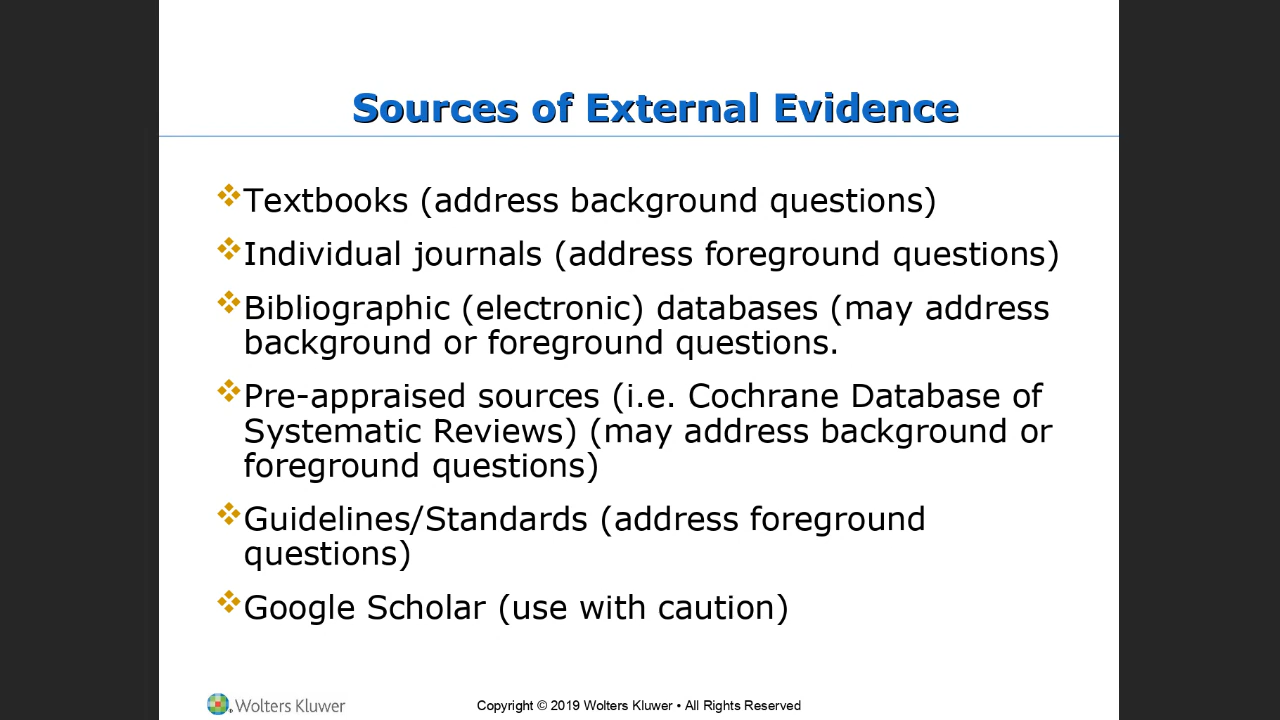 Sources of External Evidence
❖Textbooks (address background questions)
❖Individual journals (address foreground questions)
❖Bibliographic (electronic) databases (may address
background or foreground questions.
❖Pre-appraised sources (i.e. Cochrane Database of
Systematic Reviews) (may address background or
foreground questions)
❖Guidelines/Standards (address foreground
questions)
❖Google Scholar (use with caution)
Wolters Kluwer
Copyright © 2019 Wolters Kluwer • All Rights Reserved